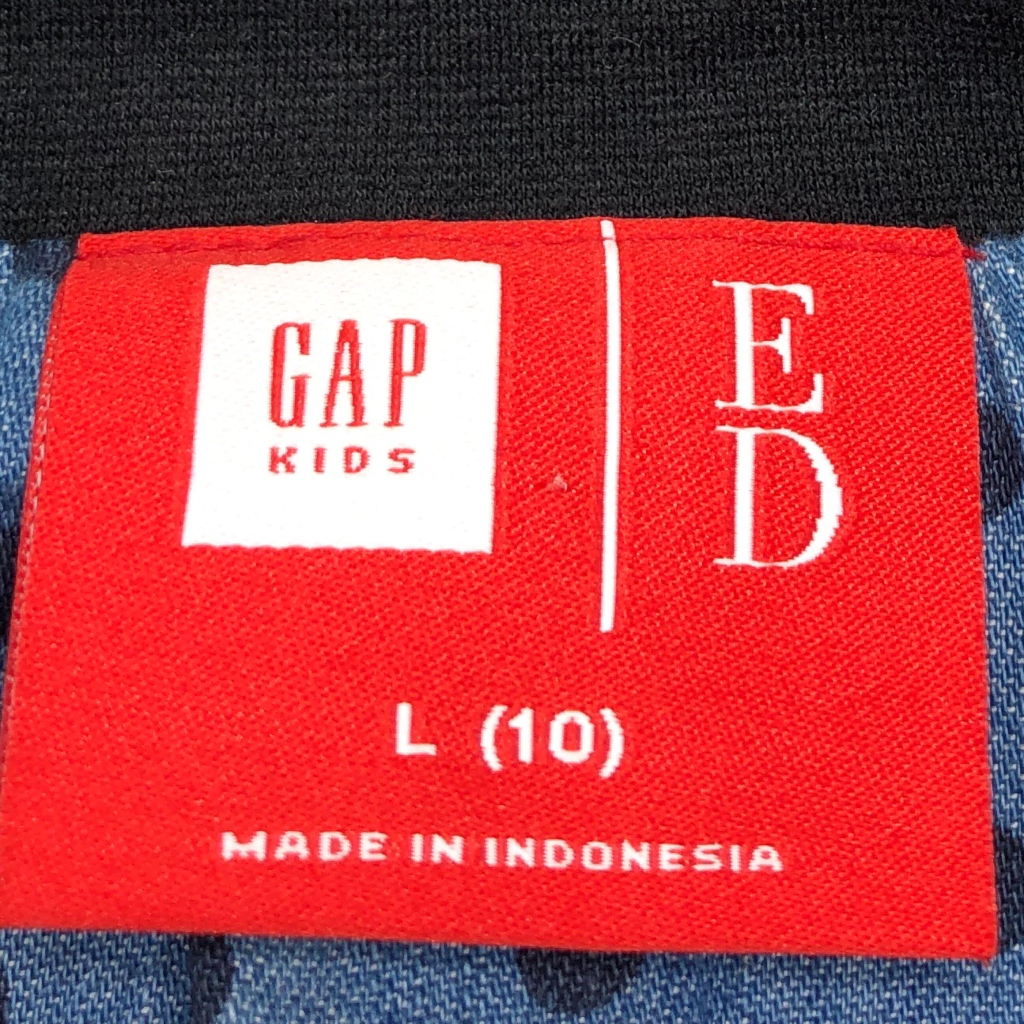 GAP
KIDS
E
D
L (10)
MADE IN INDONESIA